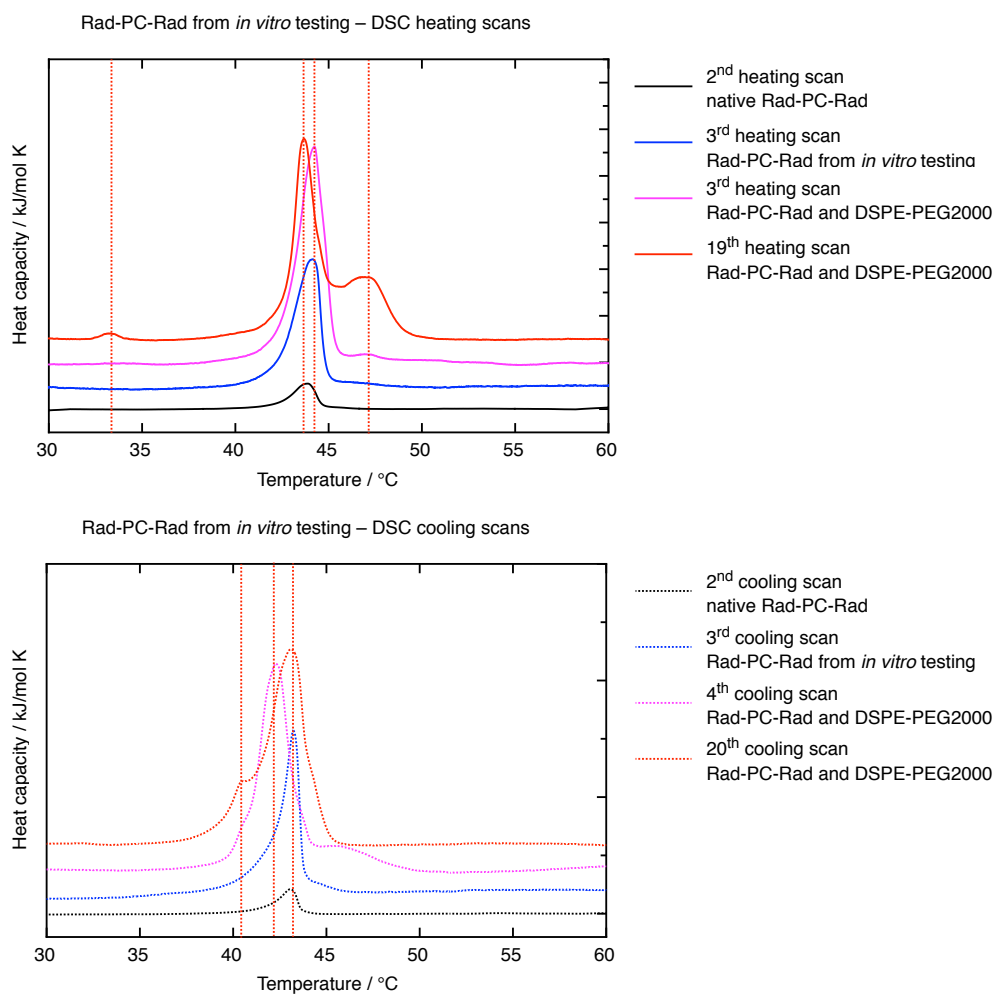 Rad-PC-Rad from in vitro testing – DSC heating scans
Heat capacity / kJ/mol K
30 35 40 45 50 55 60
Temperature / °C
2nd heating scan
native Rad-PC-Rad
3rd heating scan
Rad-PC-Rad from in vitro testing
3rd heating scan
Rad-PC-Rad and DSPE-PEG2000
19th heating scan
Rad-PC-Rad and DSPE-PEG2000
Rad-PC-Rad from in vitro testing – DSC cooling scans
Heat capacity / kJ/mol K
30 35 40 45 50 55 60
Temperature / °C
2nd cooling scan
native Rad-PC-Rad
3rd cooling scan
Rad-PC-Rad from in vitro testing
4th cooling scan
Rad-PC-Rad and DSPE-PEG2000
20th cooling scan
Rad-PC-Rad and DSPE-PEG2000